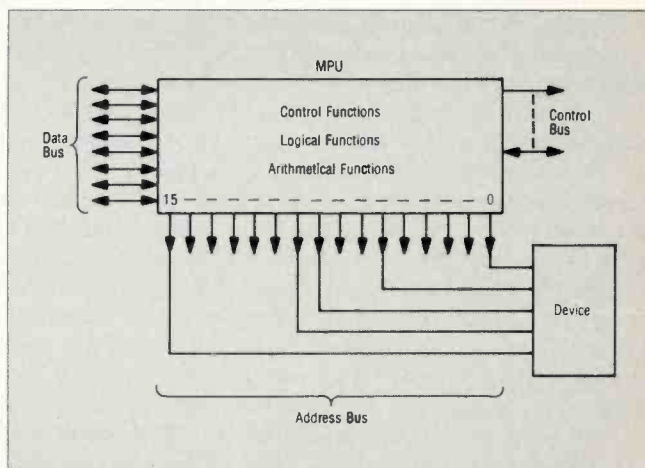 MPU
Control Functions
Logical Functions
Arithmetical Functions
Data
Bus
Control
Bus
15
0
Device
Address Bus